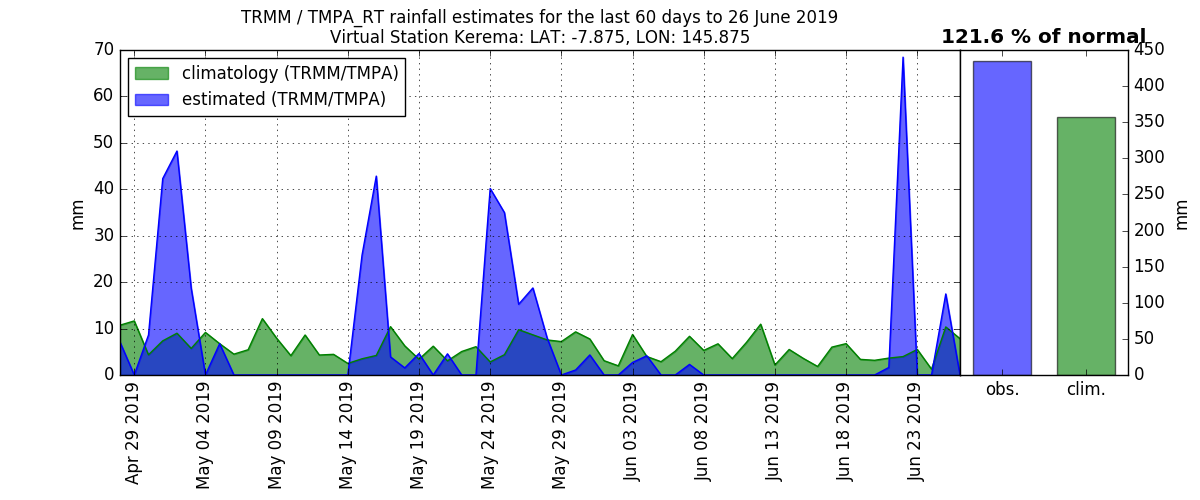 TRMM / TMPA_RT rainfall estimates for the last 60 days to 26 June 2019
Virtual Station Kerema: LAT: -7.875, LON: 145.875
121.6 % of normal
climatology (TRMM/TMPA)
estimated (TRMM/TMPA)
mm
70
60
50
40
30
20
10
0
Apr 29 2019
May 04 2019
May 09 2019
May 14 2019
May 19 2019
May 24 2019
May 29 2019
Jun 03 2019
Jun 08 2019
Jun 13 2019
Jun 18 2019
Jun 23 2019
obs.
clim.
450
400
350
300
250
200
150
100
50
0
mm